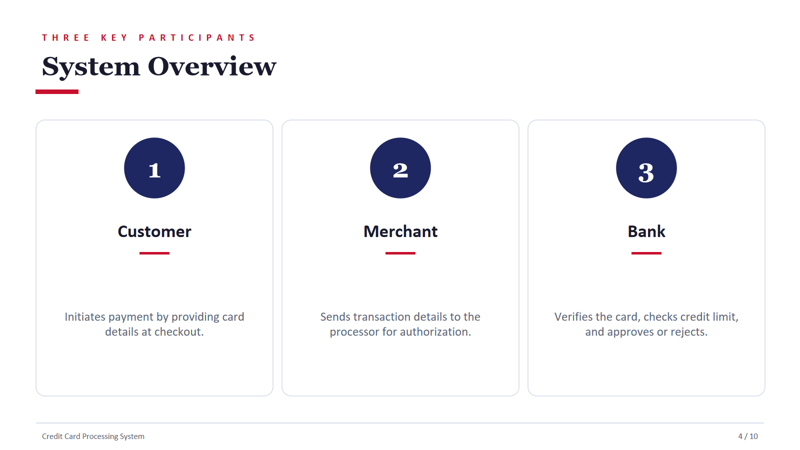 THREE KEY PARTICIPANTS
System Overview
1
Customer
Initiates payment by providing card
details at checkout.
2
Merchant
Sends transaction details to the
processor for authorization.
3
Bank
Verifies the card, checks credit limit,
and approves or rejects.
Credit Card Processing System
4 / 10